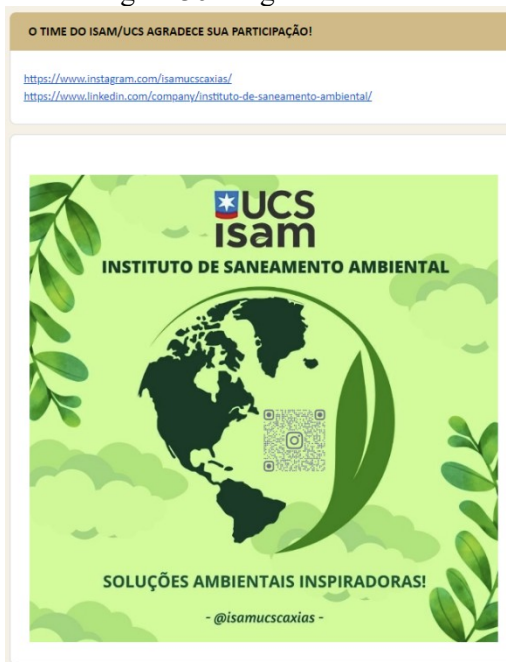 O TIME DO ISAM/UCS AGRADECE SUA PARTICIPAÇÃO!
https://www.instagram.com/isamucscaxias/
https://www.linkedin.com/company/instituto-de-saneamento-ambiental/
UCS
isam
INSTITUTO DE SANEAMENTO AMBIENTAL
SOLUÇÕES AMBIENTAIS INSPIRADORAS!
- @isamucscaxias -